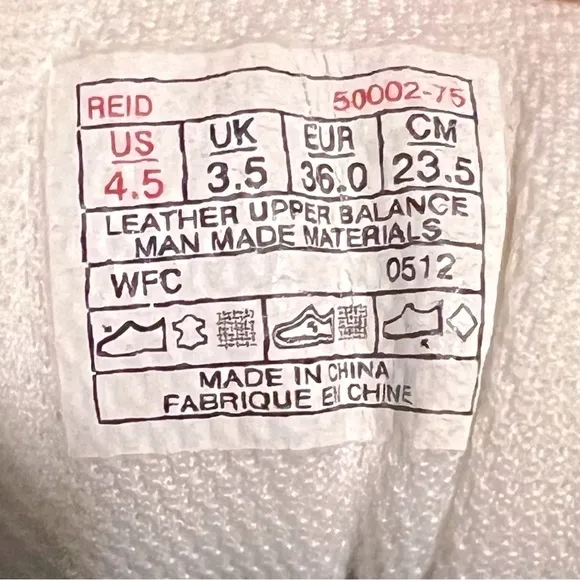 REID 50002-75
US UK EUR CM
4.5 3.5 36.0 23.5
LEATHER UPPER BALANCE
MAN MADE MATERIALS
WFC 0512
MADE IN CHINA
FABRIQUE EN CHINE